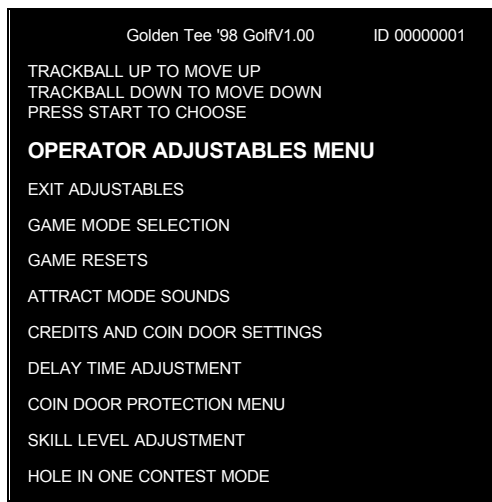 Golden Tee '98 GolfV1.00 ID 00000001
TRACKBALL UP TO MOVE UP
TRACKBALL DOWN TO MOVE DOWN
PRESS START TO CHOOSE
OPERATOR ADJUSTABLES MENU
EXIT ADJUSTABLES
GAME MODE SELECTION
GAME RESETS
ATTRACT MODE SOUNDS
CREDITS AND COIN DOOR SETTINGS
DELAY TIME ADJUSTMENT
COIN DOOR PROTECTION MENU
SKILL LEVEL ADJUSTMENT
HOLE IN ONE CONTEST MODE